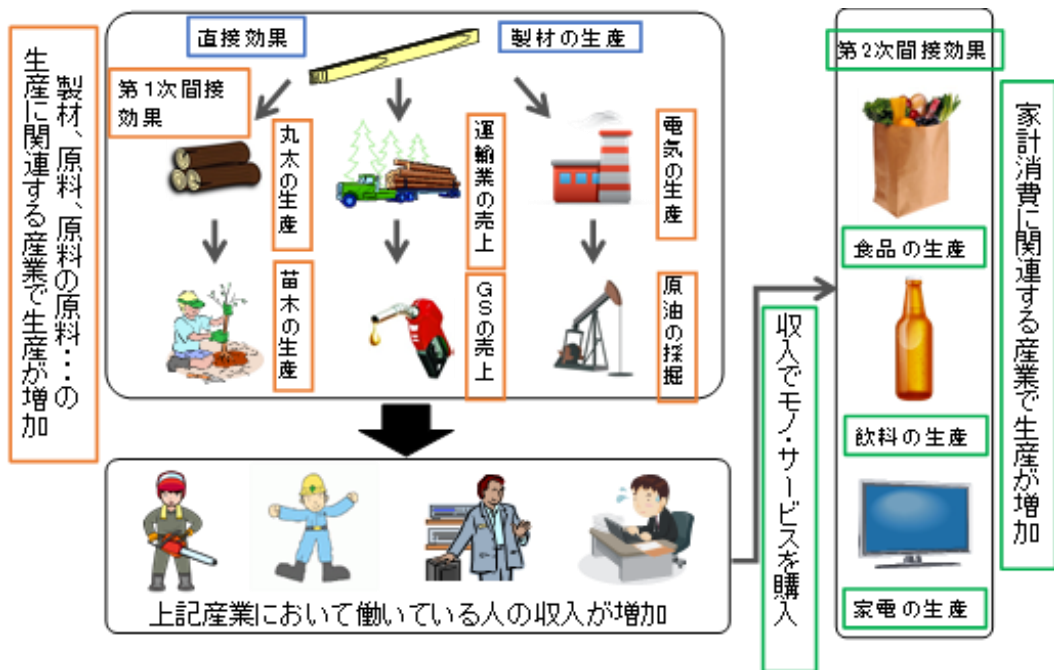 製材、原料、原料の原料・・・の
生産に関連する産業で生産が増加
直接効果
製材の生産
第1次間接
効果
丸太の生産
運輸業の売上
電気の生産
苗木の生産
GSの売上
原油の採掘
上記産業において働いている人の収入が増加
収入でモノ・サービスを購入
第2次間接効果
食品の生産
飲料の生産
家電の生産
家計消費に関連する産業で生産が増加